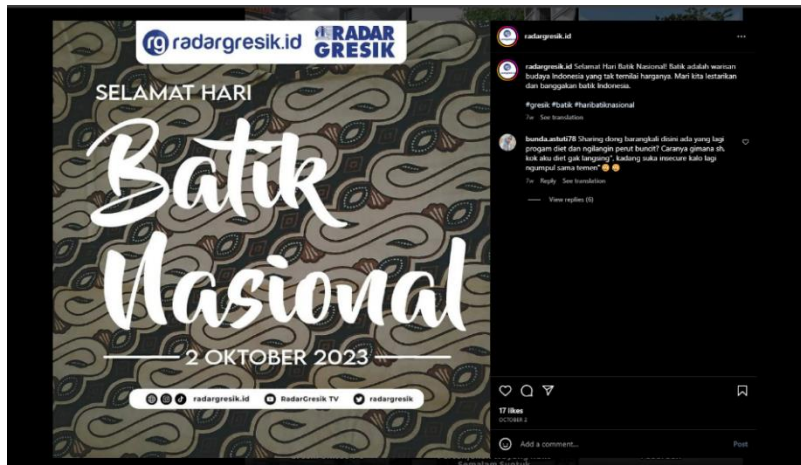 rg radargresik.id RADAR
GRESIK
SELAMAT HARI
Batik
Nasional
2 OKTOBER 2023
radargresik.id RadarGresik TV radargresik
radargresik.id
radargresik.id Selamat Hari Batik Nasional! Batik adalah warisan
budaya Indonesia yang tak ternilai harganya. Mari kita lestarikan
dan banggakan batik Indonesia.
#gresik #batik #haribatiknasional
7w See translation
bunda.astuti78 Sharing dong barangkali disini ada yang lagi
progam diet dan ngilangin perut buncit? Caranya gimana sh,
kok aku diet gak langsing", kadang suka insecure kalo lagi
ngumpul sama temen"
7w Reply See translation
View replies (5)
17 likes
OCTOBER 2
Add a comment...
Post